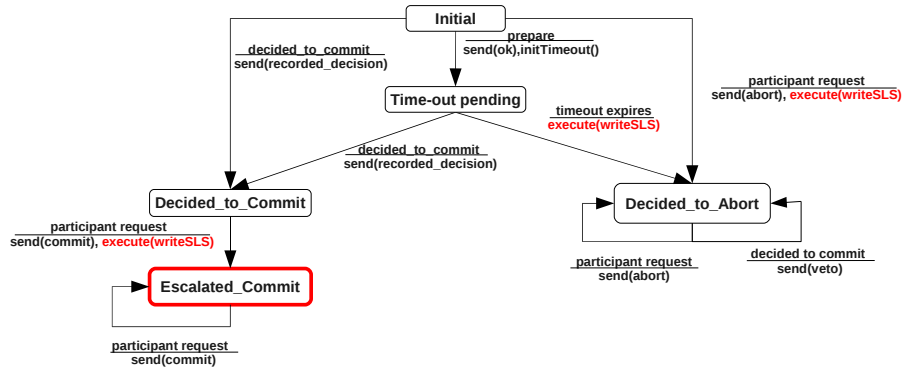 Initial
prepare
send(ok),initTimeout()
decided_to_commit
send(recorded_decision)
participant request
send(abort), execute(writeSLS)
Time-out pending
timeout expires
execute(writeSLS)
decided_to_commit
send(recorded_decision)
Decided_to_Commit
Decided_to_Abort
participant request
send(commit), execute(writeSLS)
participant request
send(abort)
decided to commit
send(veto)
Escalated_Commit
participant request
send(commit)